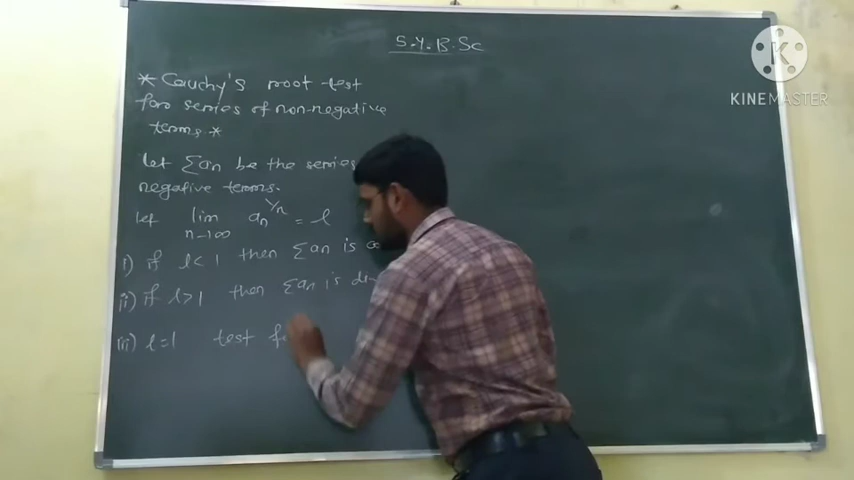 S.Y.B.Sc
* Cauchy's root test
for series of non-negative
terms. *
Let Σan be the series
negative terms.
Let lim n→∞ an^1/n = l
i) if l < 1 then Σan is
ii) if l > 1 then Σan is
iii) l = 1 test
KINEMASTER